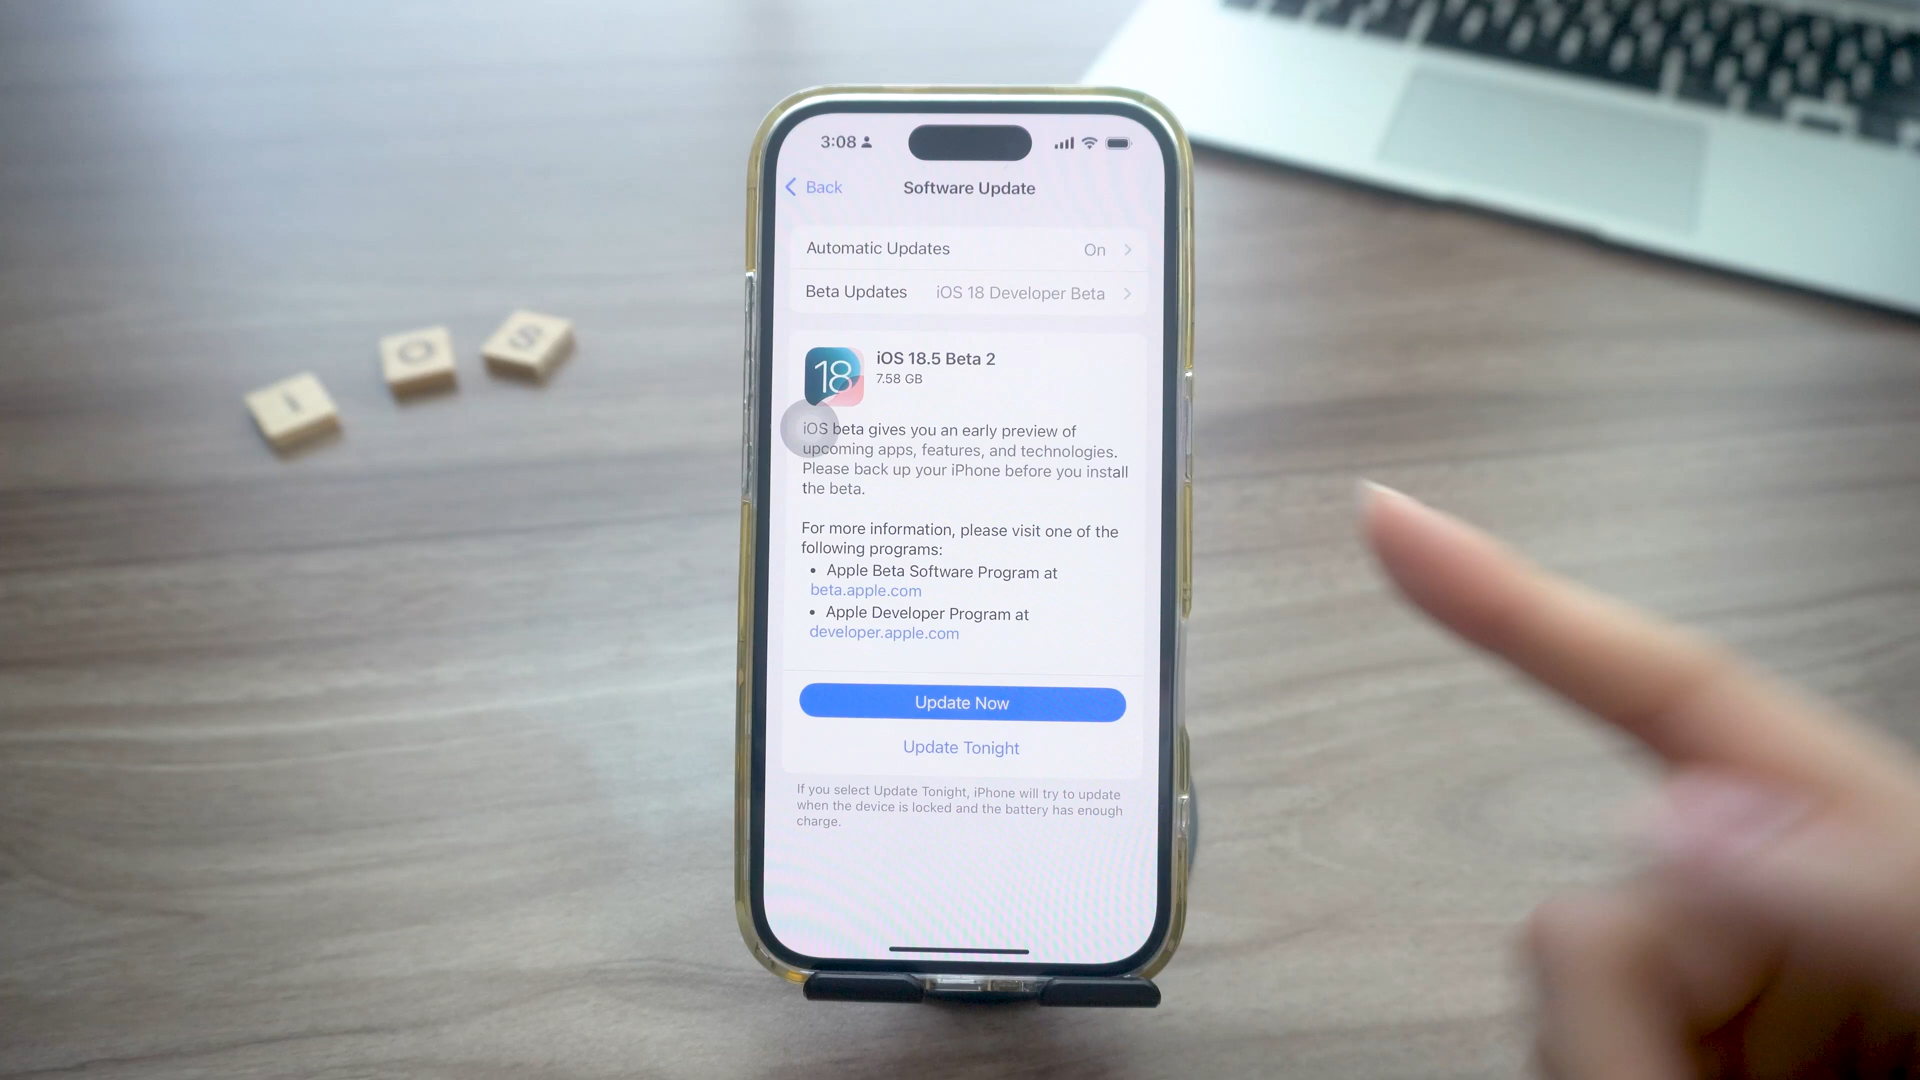 3:08
Back
Software Update
Automatic Updates On
Beta Updates iOS 18 Developer Beta
18
iOS 18.5 Beta 2
7.58 GB
iOS beta gives you an early preview of
upcoming apps, features, and technologies.
Please back up your iPhone before you install
the beta.
For more information, please visit one of the
following programs:
• Apple Beta Software Program at
beta.apple.com
• Apple Developer Program at
developer.apple.com
Update Now
Update Tonight
If you select Update Tonight, iPhone will try to update
when the device is locked and the battery has enough
charge.
I O S